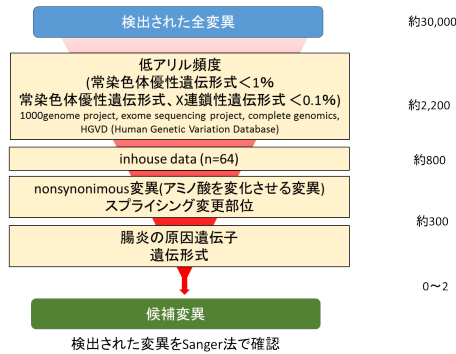 検出された全変異
約30,000
低アリル頻度
(常染色体優性遺伝形式<1%
常染色体優性遺伝形式、X連鎖性遺伝形式 <0.1%)
1000genome project, exome sequencing project, complete genomics,
HGVD (Human Genetic Variation Database)
約2,200
inhouse data (n=64)
約800
nonsynonimous変異(アミノ酸を変化させる変異)
スプライシング変更部位
約300
腸炎の原因遺伝子
遺伝形式
0～2
候補変異
検出された変異をSanger法で確認